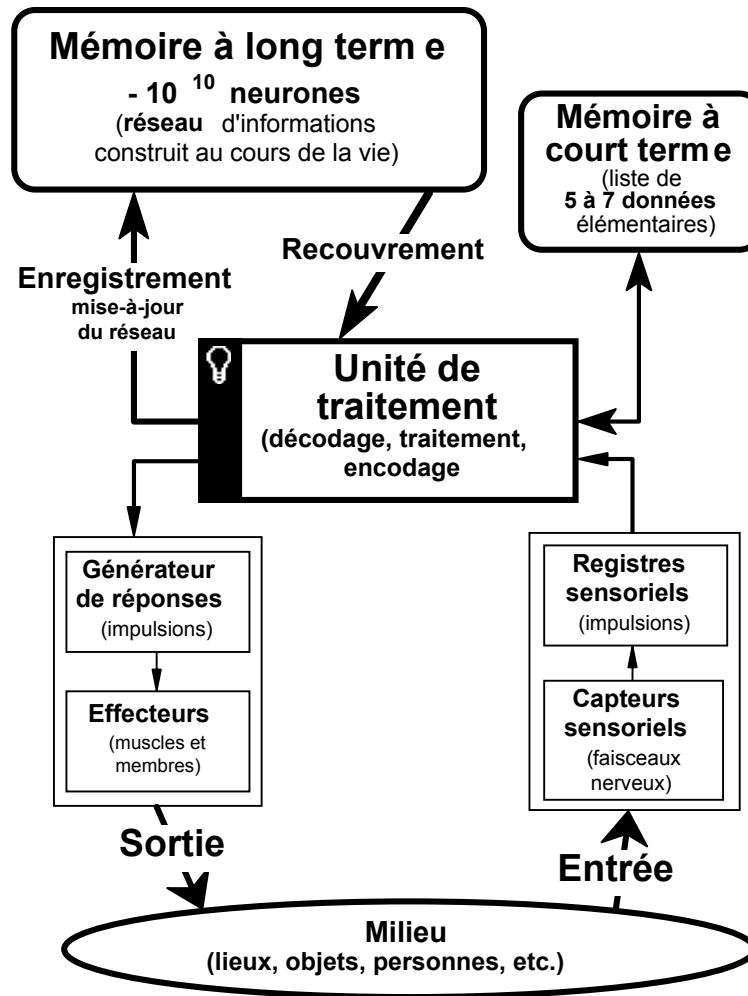 Mémoire à long term e
- 10 10 neurones
(réseau d'informations
construit au cours de la vie)
Mémoire à
court term e
(liste de
5 à 7 données
élémentaires)
Recouvrement
Enregistrement
mise-à-jour
du réseau
Unité de
traitement
(décodage, traitement,
encodage
Générateur
de réponses
(impulsions)
Effecteurs
(muscles et
membres)
Registres
sensoriels
(impulsions)
Capteurs
sensoriels
(faisceaux
nerveux)
Sortie
Entrée
Milieu
(lieux, objets, personnes, etc.)